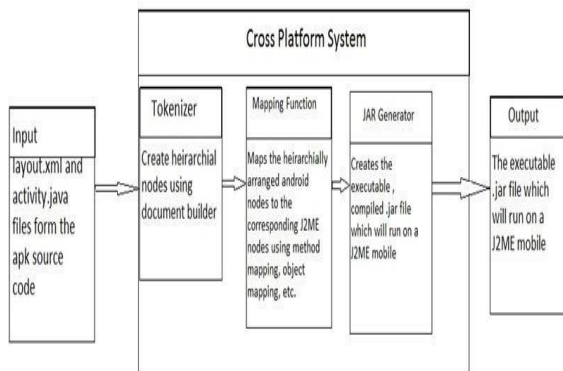 Cross Platform System
Input
layout.xml and
activity.java
files form the
apk source
code
Tokenizer
Create heirarchial
nodes using
document builder
Mapping Function
Maps the heirarchially
arranged android
nodes to the
corresponding J2ME
nodes using method
mapping, object
mapping, etc.
JAR Generator
Creates the
executable ,
compiled .jar file
which will run on a
J2ME mobile
Output
The executable
.jar file which
will run on a
J2ME mobile